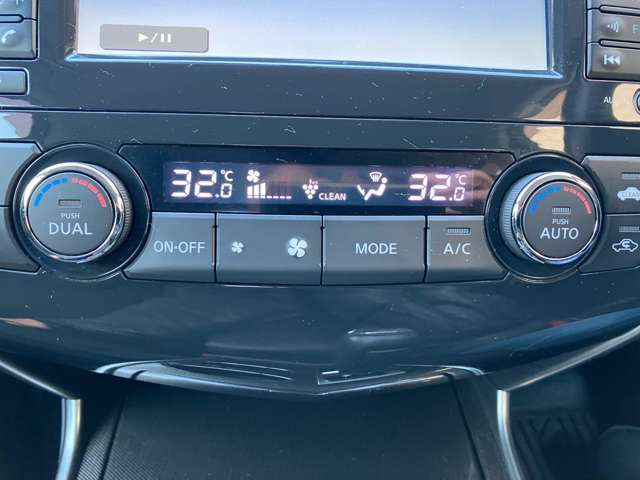 32.0°C
CLEAN
32.0°C
PUSH
DUAL
ON·OFF
MODE
A/C
PUSH
AUTO